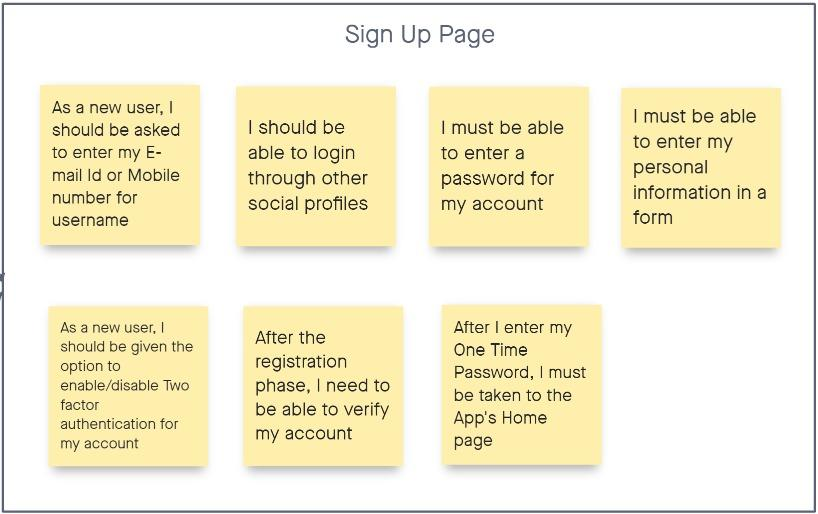 Sign Up Page
As a new user, I
should be asked
to enter my E-
mail Id or Mobile
number for
username
I should be
able to login
through other
social profiles
I must be able
to enter a
password for
my account
I must be able
to enter my
personal
information in a
form
As a new user, I
should be given the
option to
enable/disable Two
factor
authentication for
my account
After the
registration
phase, I need to
be able to verify
my account
After I enter my
One Time
Password, I must
be taken to the
App's Home
page